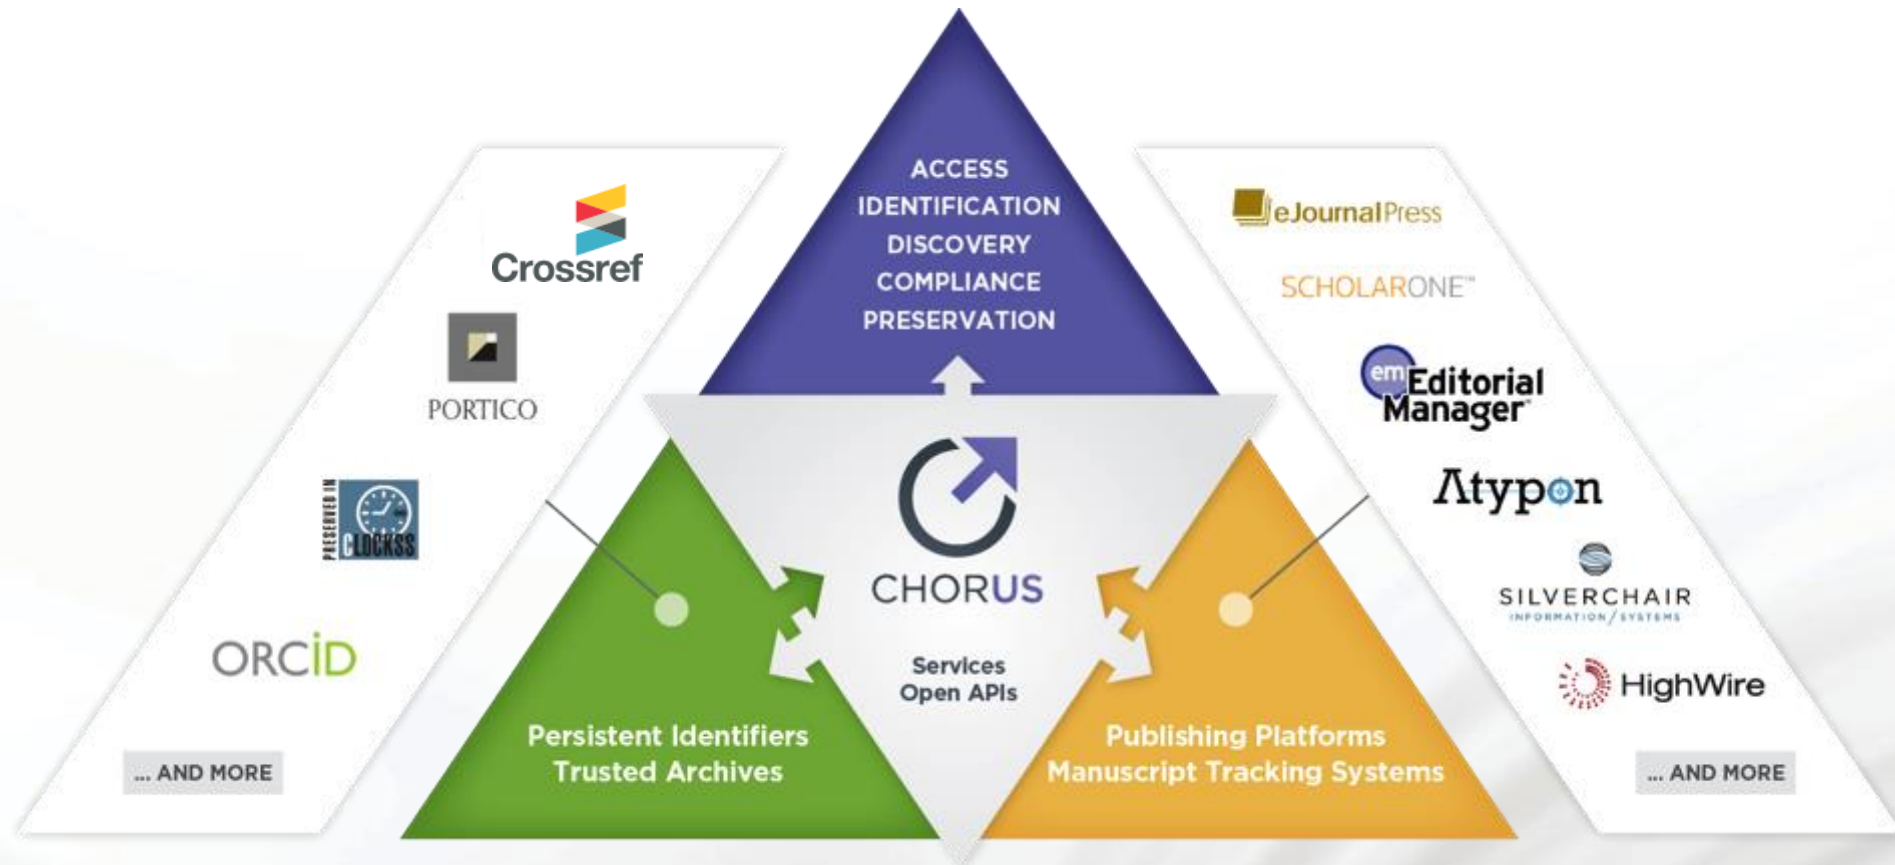 Crossref
PORTICO
PRESERVED IN
CLOCKSS
ORCiD
... AND MORE
ACCESS
IDENTIFICATION
DISCOVERY
COMPLIANCE
PRESERVATION
CHORUS
Services
Open APIs
Persistent Identifiers
Trusted Archives
Publishing Platforms
Manuscript Tracking Systems
eJournalPress
SCHOLARONE™
em Editorial
Manager
Atypon
SILVERCHAIR
INFORMATION/SYSTEMS
HighWire
... AND MORE